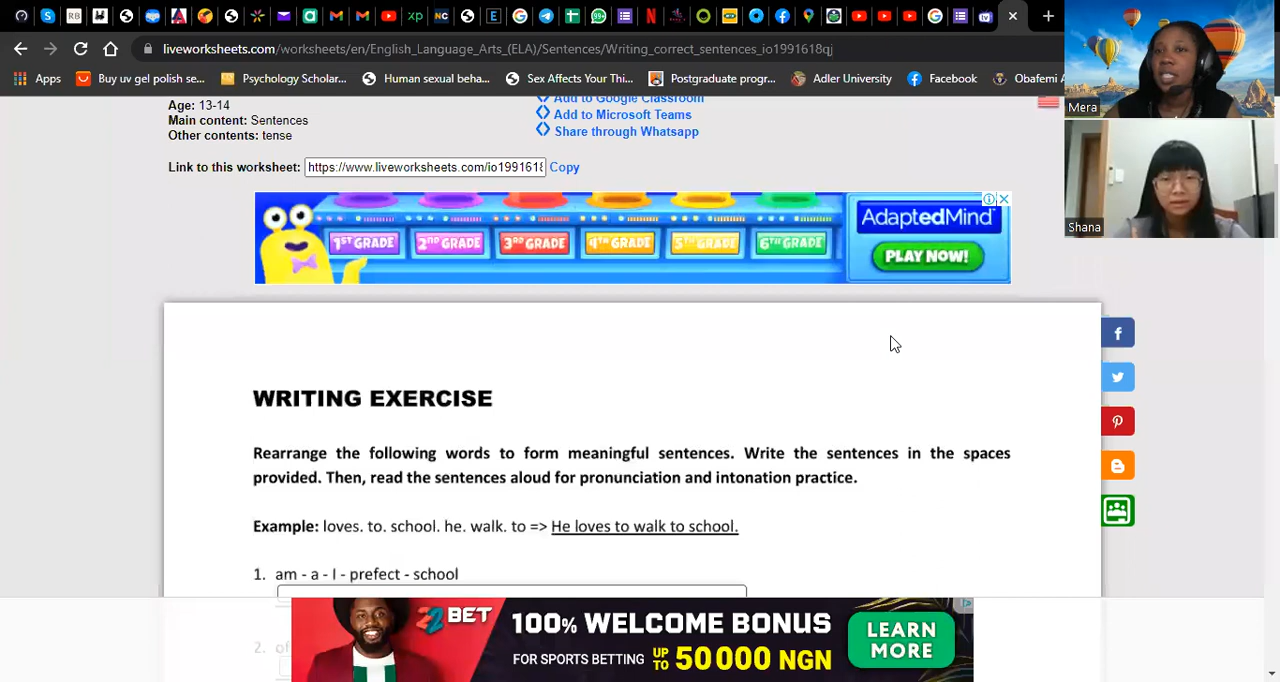 liveworksheets.com/worksheets/en/English_Language_Arts_(ELA)/Sentences/Writing_correct_sentences_io1991618qj
Apps
Buy uv gel polish se...
Psychology Scholar...
Human sexual beha...
Sex Affects Your Thi...
Postgraduate progr...
Adler University
Facebook
Obafemi
Mera
Shana
Age: 13-14
Main content: Sentences
Other contents: tense
Add to Google Classroom
Add to Microsoft Teams
Share through Whatsapp
Link to this worksheet: https://www.liveworksheets.com/io199161 Copy
1ST GRADE
2ND GRADE
3RD GRADE
4TH GRADE
5TH GRADE
6TH GRADE
AdaptedMind
PLAY NOW!
WRITING EXERCISE
Rearrange the following words to form meaningful sentences. Write the sentences in the spaces
provided. Then, read the sentences aloud for pronunciation and intonation practice.
Example: loves. to. school. he. walk. to => He loves to walk to school.
1. am - a - I - prefect - school
2.
22BET
100% WELCOME BONUS
FOR SPORTS BETTING UP TO 50 000 NGN
LEARN
MORE